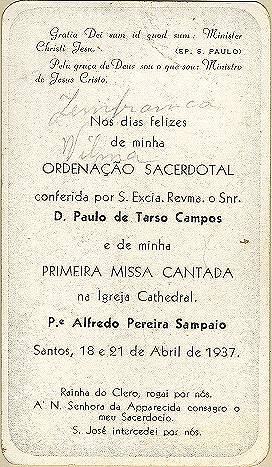 Gratia Dei sum id quod sum: Minister
Christi Jesu.
(EP. S. PAULO)
Pela graça de Deus sou o que sou: Ministro
de Jesus Cristo.
Nos dias felizes
de minha
ORDENAÇÃO SACERDOTAL
conferida por S. Excia. Revma. o Snr.
D. Paulo de Tarso Campos
e de minha
PRIMEIRA MISSA CANTADA
na Igreja Cathedral.
P.e Alfredo Pereira Sampaio
Santos, 18 e 21 de Abril de 1937.
Rainha do Clero, rogai por nós.
A' N. Senhora da Apparecida consagro o
meu Sacerdocio.
S. José intercedei por nós.